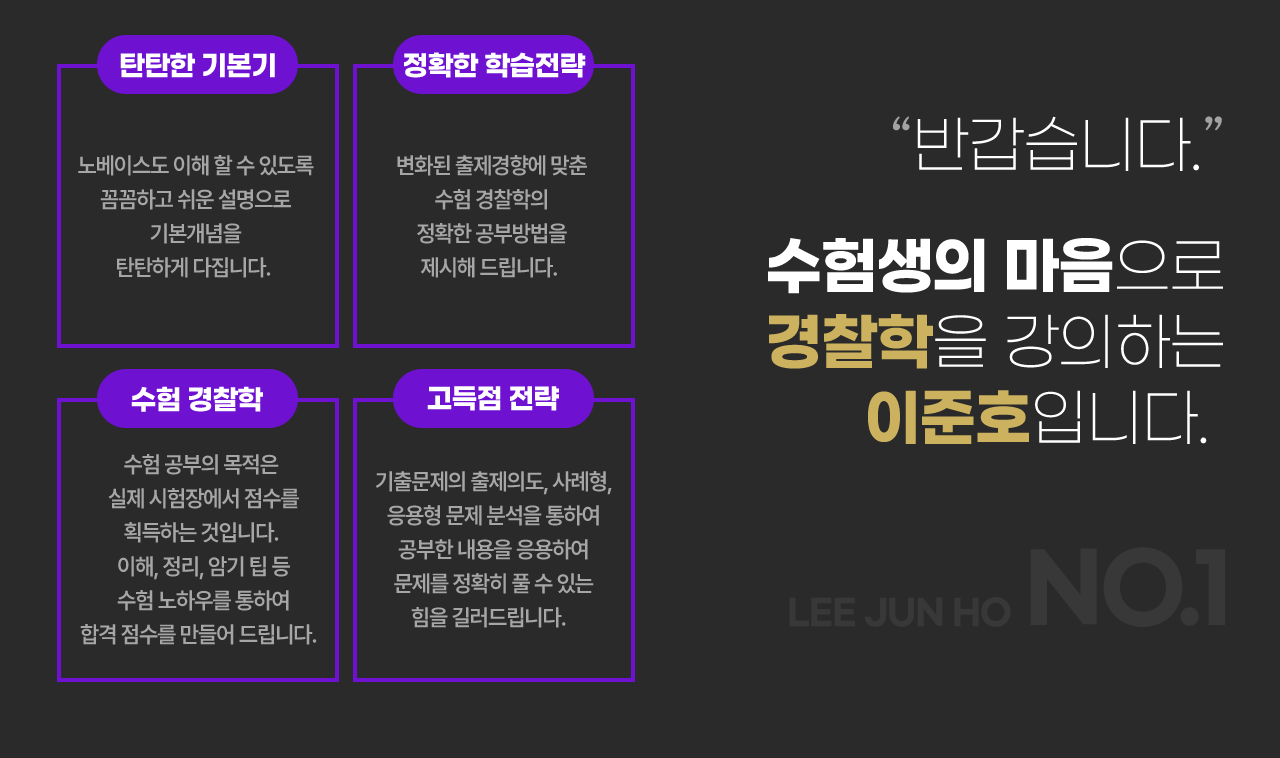 탄탄한 기본기
노베이스도 이해 할 수 있도록
꼼꼼하고 쉬운 설명으로
기본개념을
탄탄하게 다집니다.
정확한 학습전략
변화된 출제경향에 맞춘
수험 경찰학의
정확한 공부방법을
제시해 드립니다.
수험 경찰학
수험 공부의 목적은
실제 시험장에서 점수를
획득하는 것입니다.
이해, 정리, 암기 팁 등
수험 노하우를 통하여
합격 점수를 만들어 드립니다.
고득점 전략
기출문제의 출제의도, 사례형,
응용형 문제 분석을 통하여
공부한 내용을 응용하여
문제를 정확히 풀 수 있는
힘을 길러드립니다.
“반갑습니다.”
수험생의 마음으로
경찰학을 강의하는
이준호입니다.
LEE JUN HO NO.1